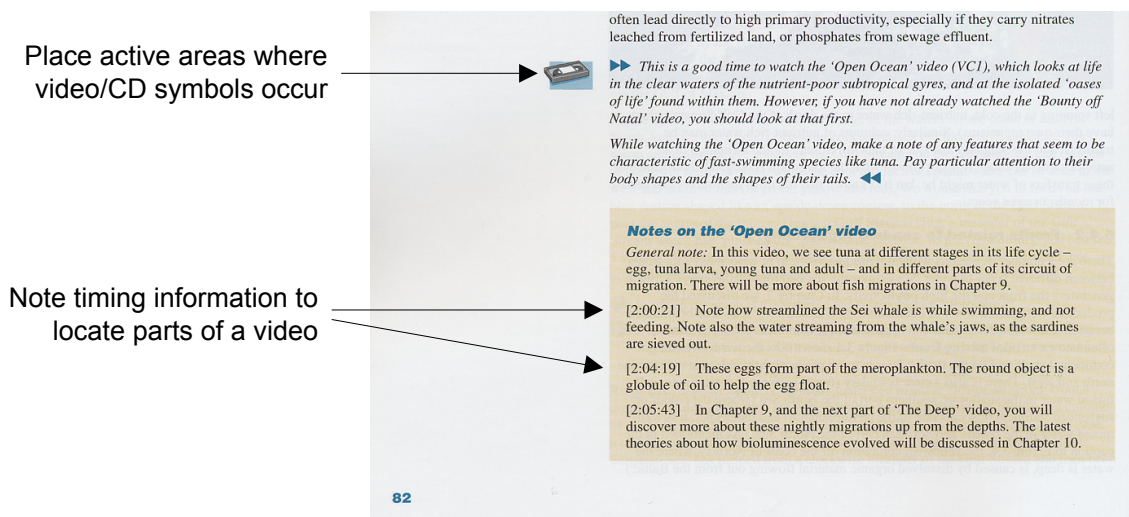 Place active areas where
video/CD symbols occur
Note timing information to
locate parts of a video
often lead directly to high primary productivity, especially if they carry nitrates
leached from fertilized land, or phosphates from sewage effluent.
This is a good time to watch the ‘Open Ocean’ video (VC1), which looks at life
in the clear waters of the nutrient-poor subtropical gyres, and at the isolated ‘oases
of life’ found within them. However, if you have not already watched the ‘Bounty off
Natal’ video, you should look at that first.
While watching the ‘Open Ocean’ video, make a note of any features that seem to be
characteristic of fast-swimming species like tuna. Pay particular attention to their
body shapes and the shapes of their tails.
Notes on the ‘Open Ocean’ video
General note: In this video, we see tuna at different stages in its life cycle –
egg, tuna larva, young tuna and adult – and in different parts of its circuit of
migration. There will be more about fish migrations in Chapter 9.
[2:00:21] Note how streamlined the Sei whale is while swimming, and not
feeding. Note also the water streaming from the whale’s jaws, as the sardines
are sieved out.
[2:04:19] These eggs form part of the meroplankton. The round object is a
globule of oil to help the egg float.
[2:05:43] In Chapter 9, and the next part of ‘The Deep’ video, you will
discover more about these nightly migrations up from the depths. The latest
theories about how bioluminescence evolved will be discussed in Chapter 10.
82